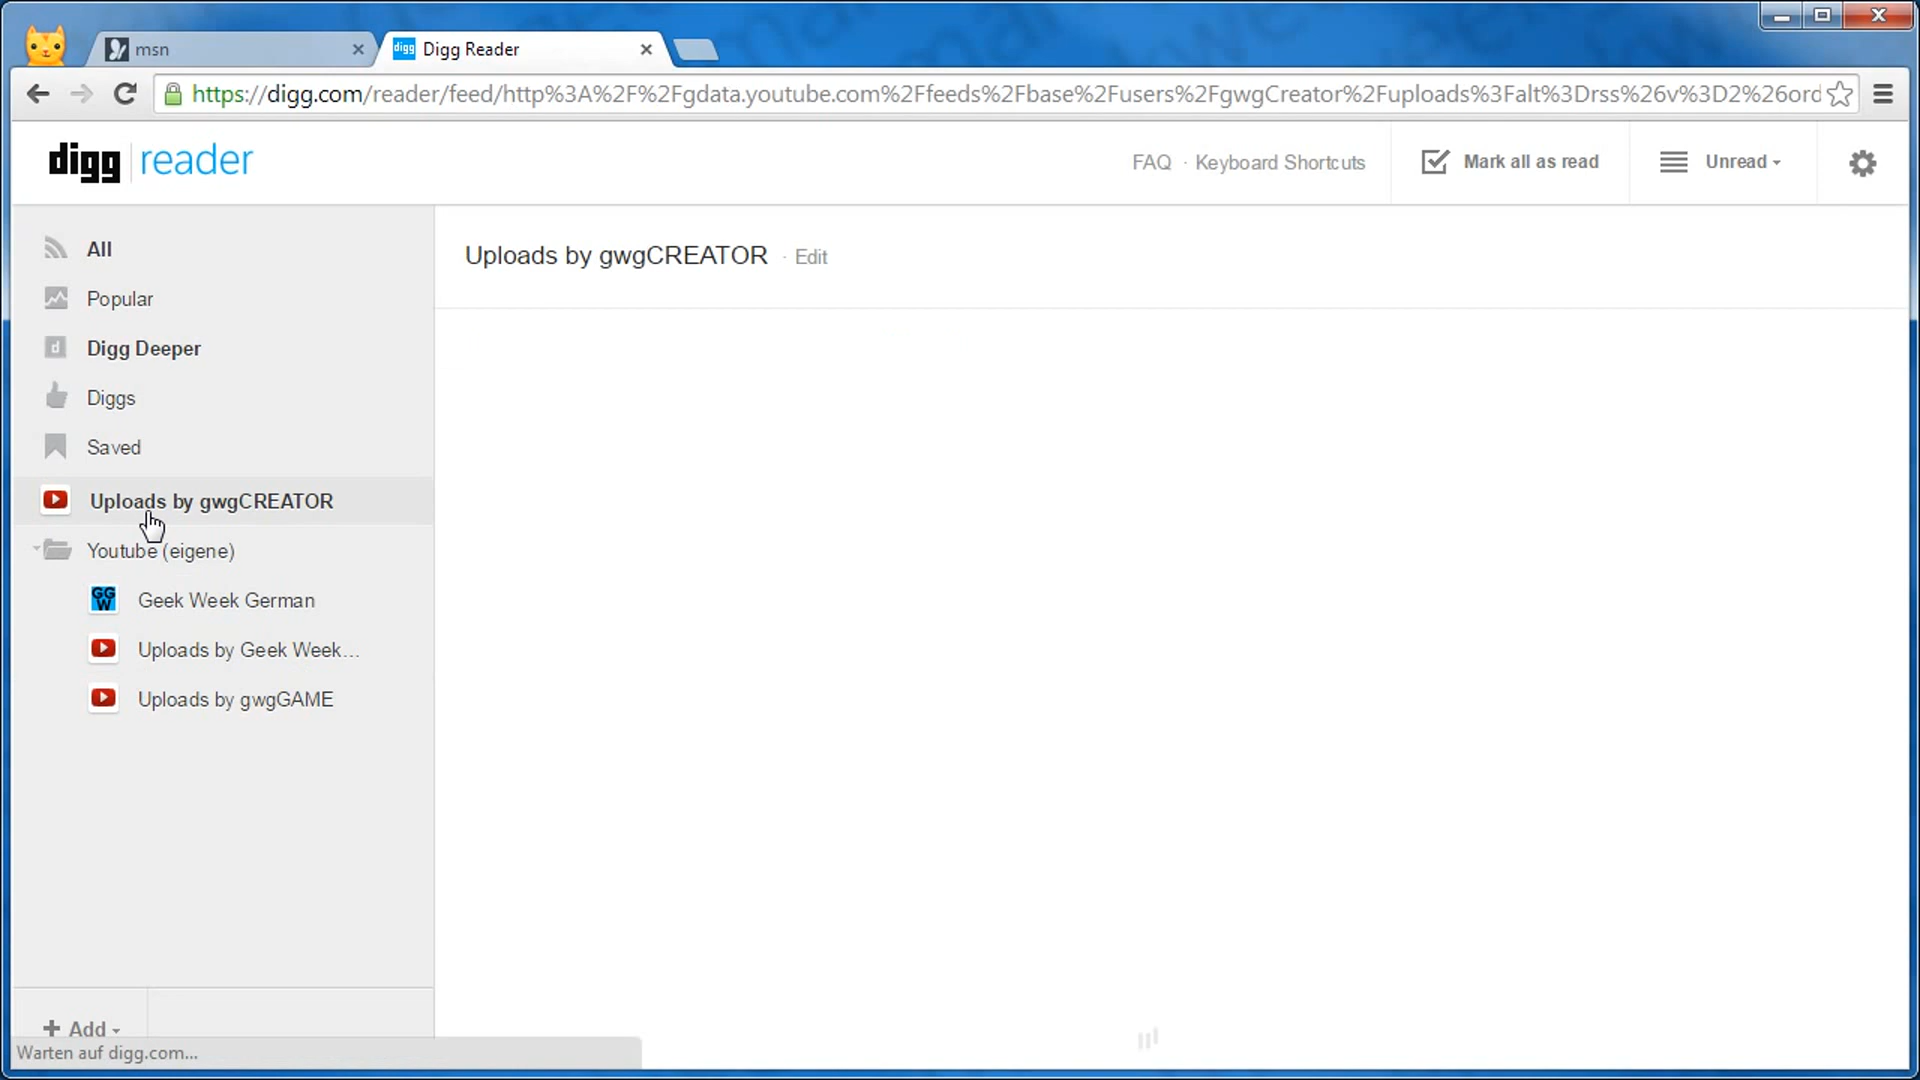 msn
digg Digg Reader
https://digg.com/reader/feed/http%3A%2F%2Fgdata.youtube.com%2Ffeeds%2Fbase%2Fusers%2FgwgCreator%2Fuploads%3Falt%3Drss%26v%3D2%26ord
digg reader
FAQ · Keyboard Shortcuts
Mark all as read
Unread
All
Popular
d Digg Deeper
Diggs
Saved
Uploads by gwgCREATOR
Youtube (eigene)
GGW Geek Week German
Uploads by Geek Week...
Uploads by gwgGAME
+ Add
Warten auf digg.com...
Uploads by gwgCREATOR · Edit